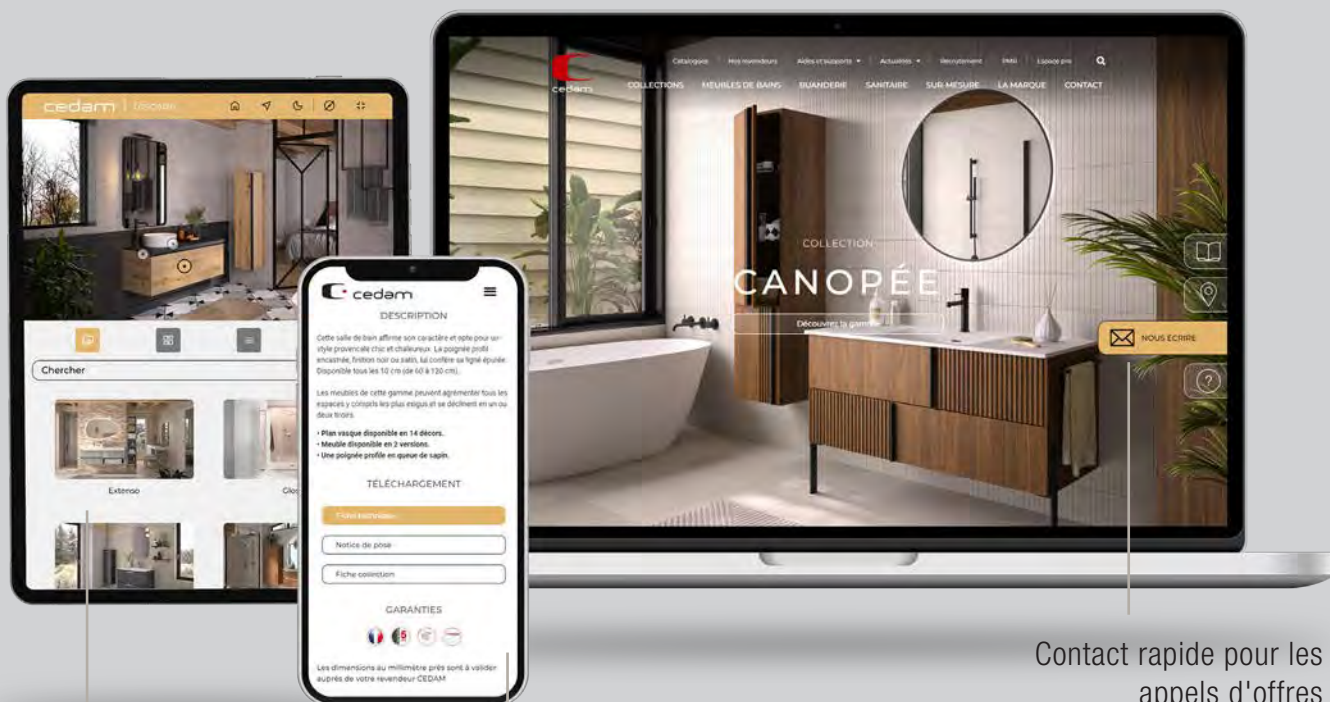 cedam | Toscane
Chercher
Extenso
cedam
DESCRIPTION
Cette salle de bain affirme son caractère et opte pour un
style provencale chic et chaleureux. La poignée profil
encastrée, finition noir ou satin, lui confère sa ligne épurée.
Disponible tous les 10 cm (de 60 à 130 cm).
Les meubles de cette gamme peuvent agrémenter tous les
espaces y compris les plus exigus et se déclinent en un ou
deux tiroirs.
• Plan vasque disponible en 14 décors.
• Meuble disponible en 2 versions.
• Une poignée profilé en queue de sapin.
TÉLÉCHARGEMENT
Fiche technique
Notice de pose
Fiche collection
GARANTIES
5
Les dimensions au millimètre près sont à valider
auprès de votre revendeur CEDAM
cedam
Catalogues Nos revendeurs Aides et supports Actualités Recrutement PMR Espace pro
COLLECTIONS MEUBLES DE BAINS BUANDERIE SANITAIRE SUR-MESURE LA MARQUE CONTACT
COLLECTION
CANOPÉE
Découvrez la gamme
NOUS ÉCRIRE
?
Contact rapide pour les
appels d'offres